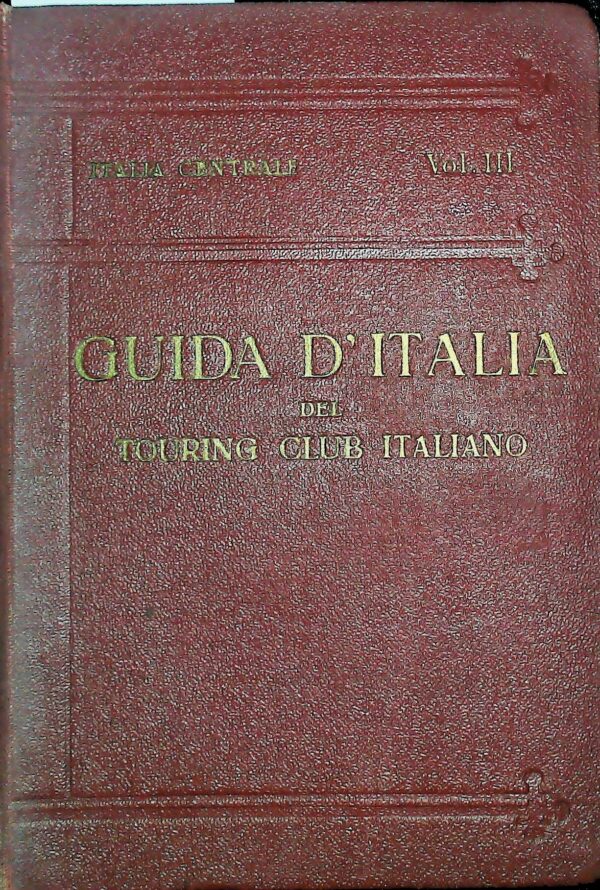 ITALIA CENTRALE Vol. III
GUIDA D'ITALIA
DEL
TOURING CLUB ITALIANO